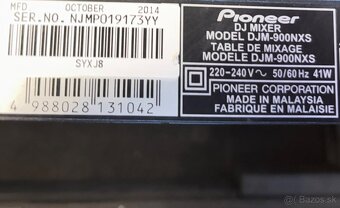 MFD OCTOBER 2014
SER.NO. NJMP019173YY
SYXJ8
4 988028 131042
Pioneer
DJ MIXER
MODEL DJM-900NXS
TABLE DE MIXAGE
MODELE DJM-900NXS
220-240V 50/60Hz 41W
PIONEER CORPORATION
MADE IN MALAYSIA
FABRIQUÉ EN MALAISIE
© bazos.sk